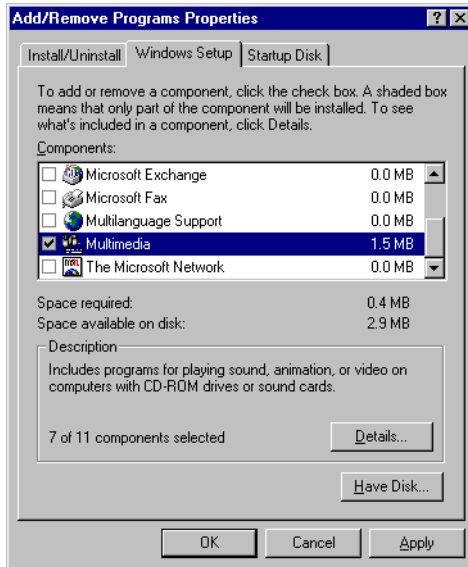 Add/Remove Programs Properties
Install/Uninstall Windows Setup Startup Disk
To add or remove a component, click the check box. A shaded box
means that only part of the component will be installed. To see
what's included in a component, click Details.
Components:
Microsoft Exchange 0.0 MB
Microsoft Fax 0.0 MB
Multilanguage Support 0.0 MB
Multimedia 1.5 MB
The Microsoft Network 0.0 MB
Space required: 0.4 MB
Space available on disk: 2.9 MB
Description
Includes programs for playing sound, animation, or video on
computers with CD-ROM drives or sound cards.
7 of 11 components selected
Details...
Have Disk...
OK Cancel Apply